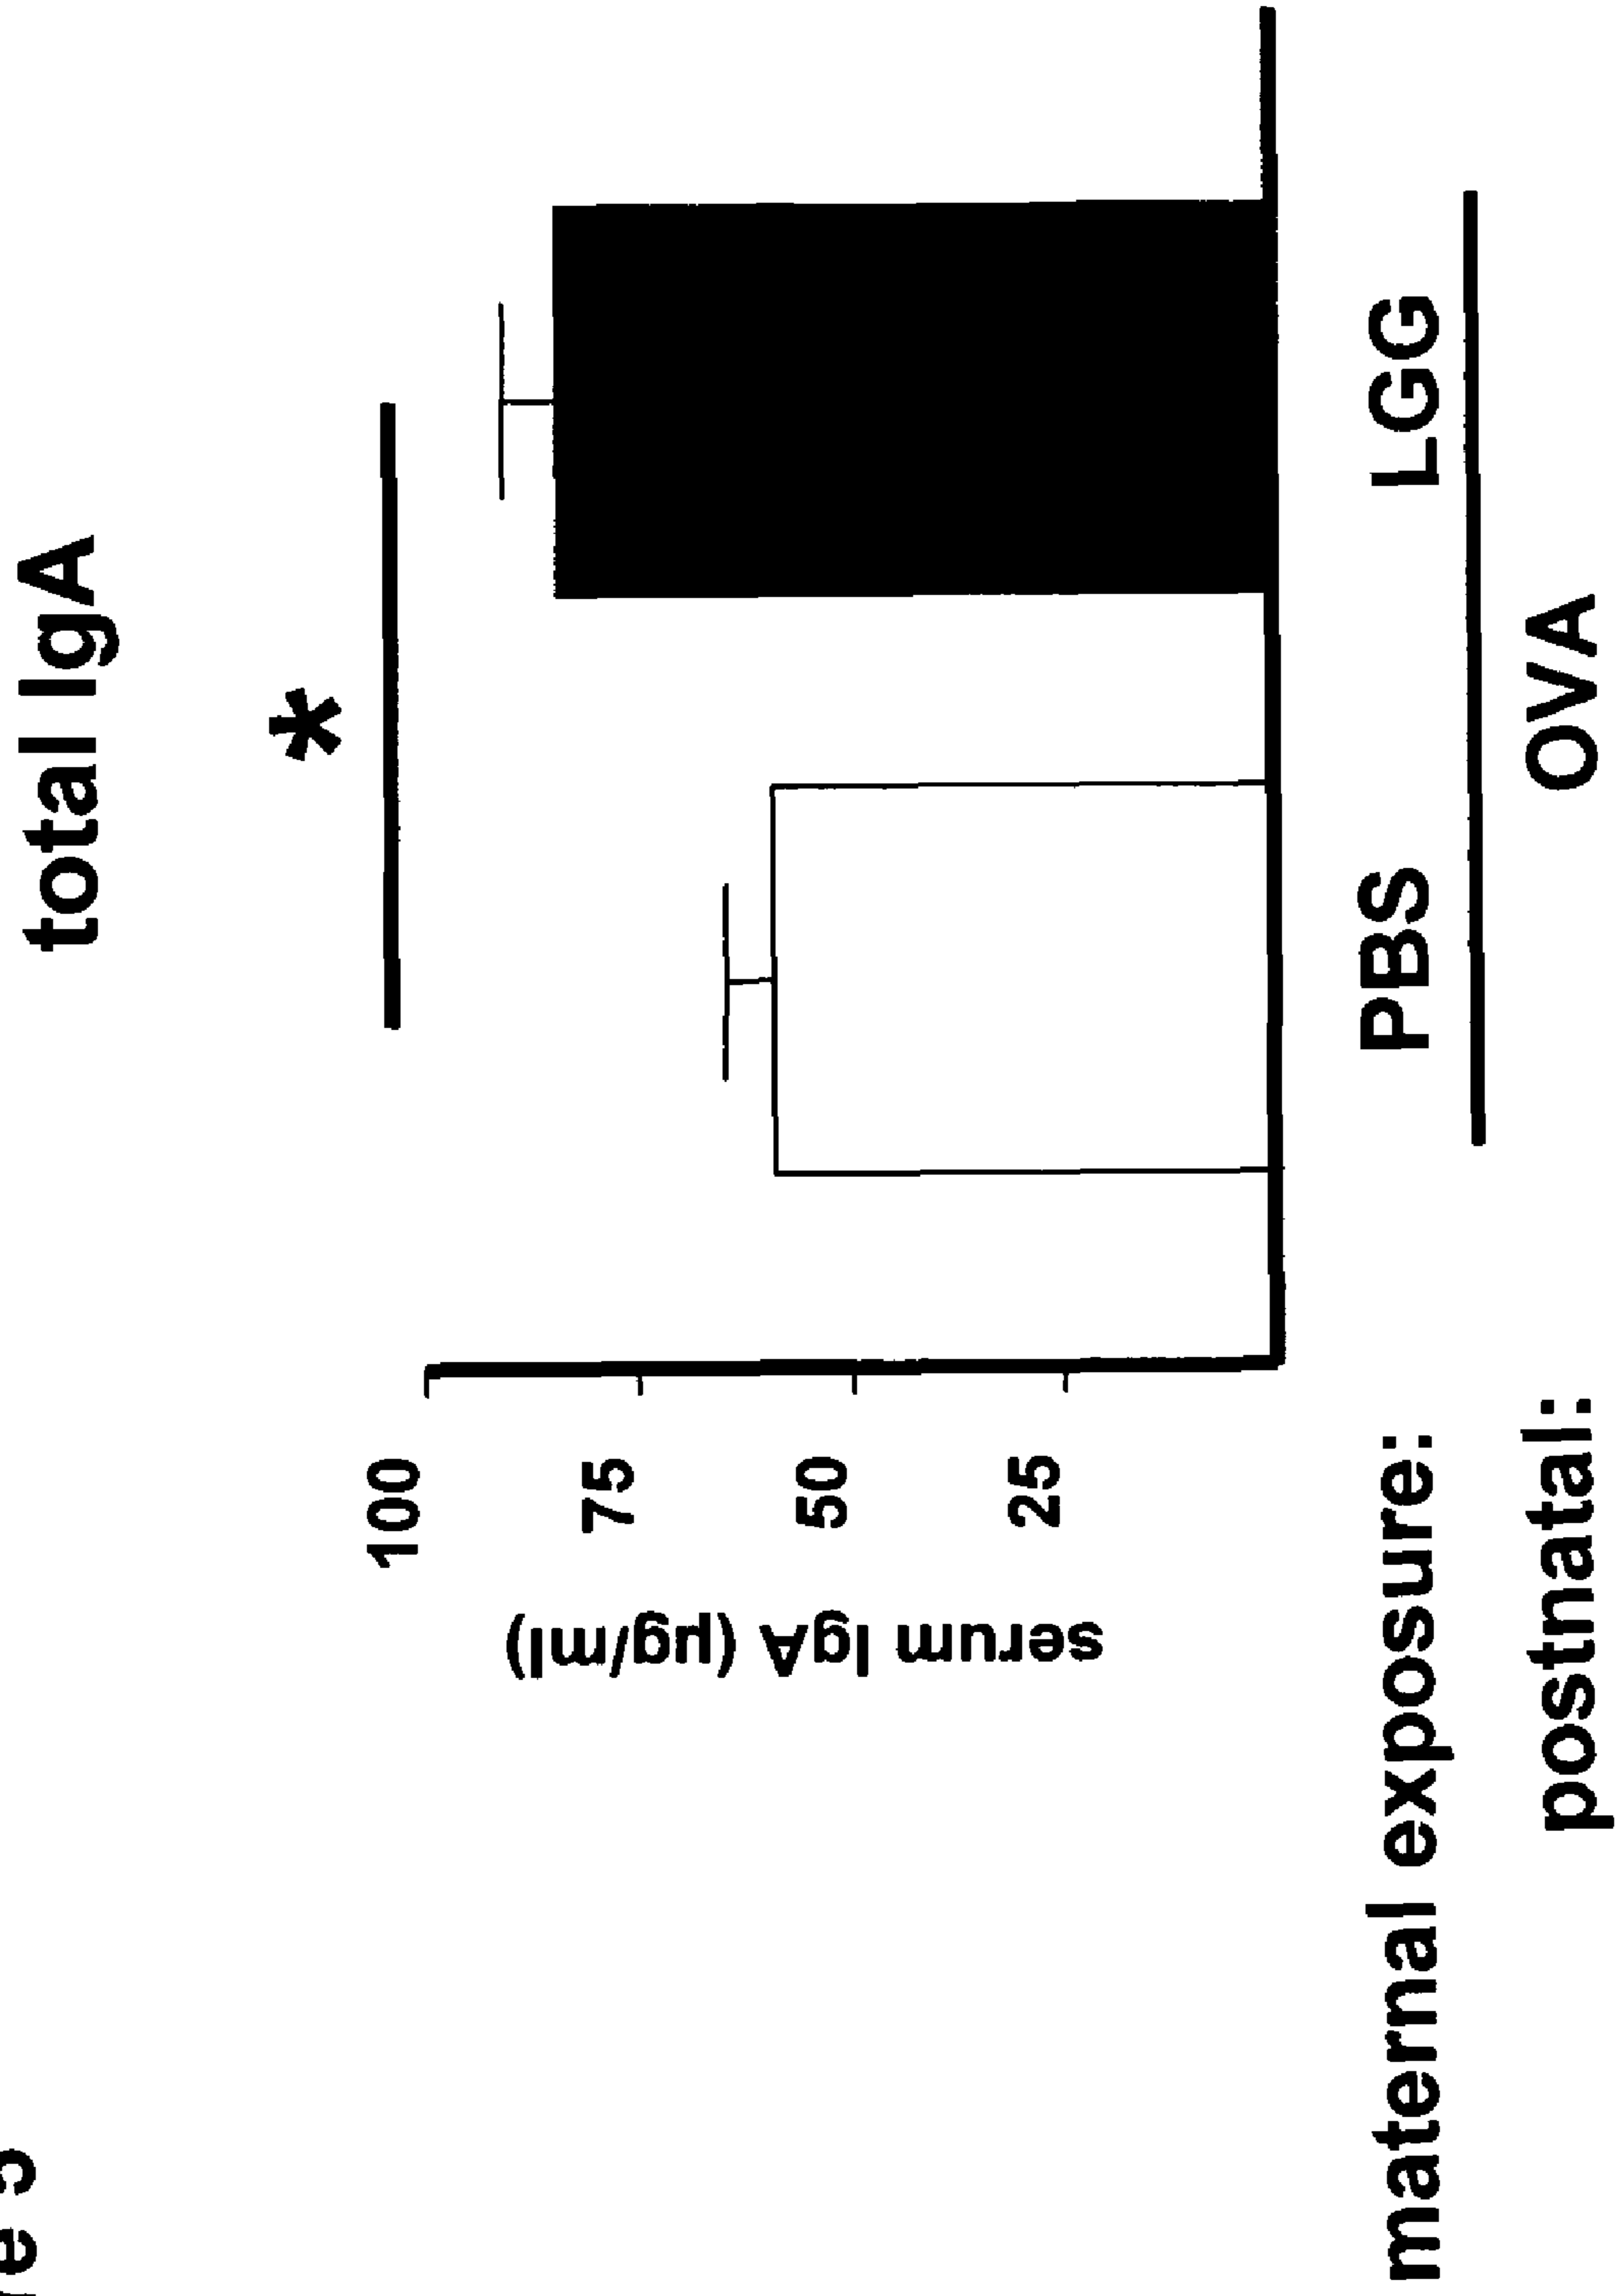 total IgA
*
100
75
50
25
serum IgA (µg/ml)
maternal exposure: PBS LGG
postnatal: OVA